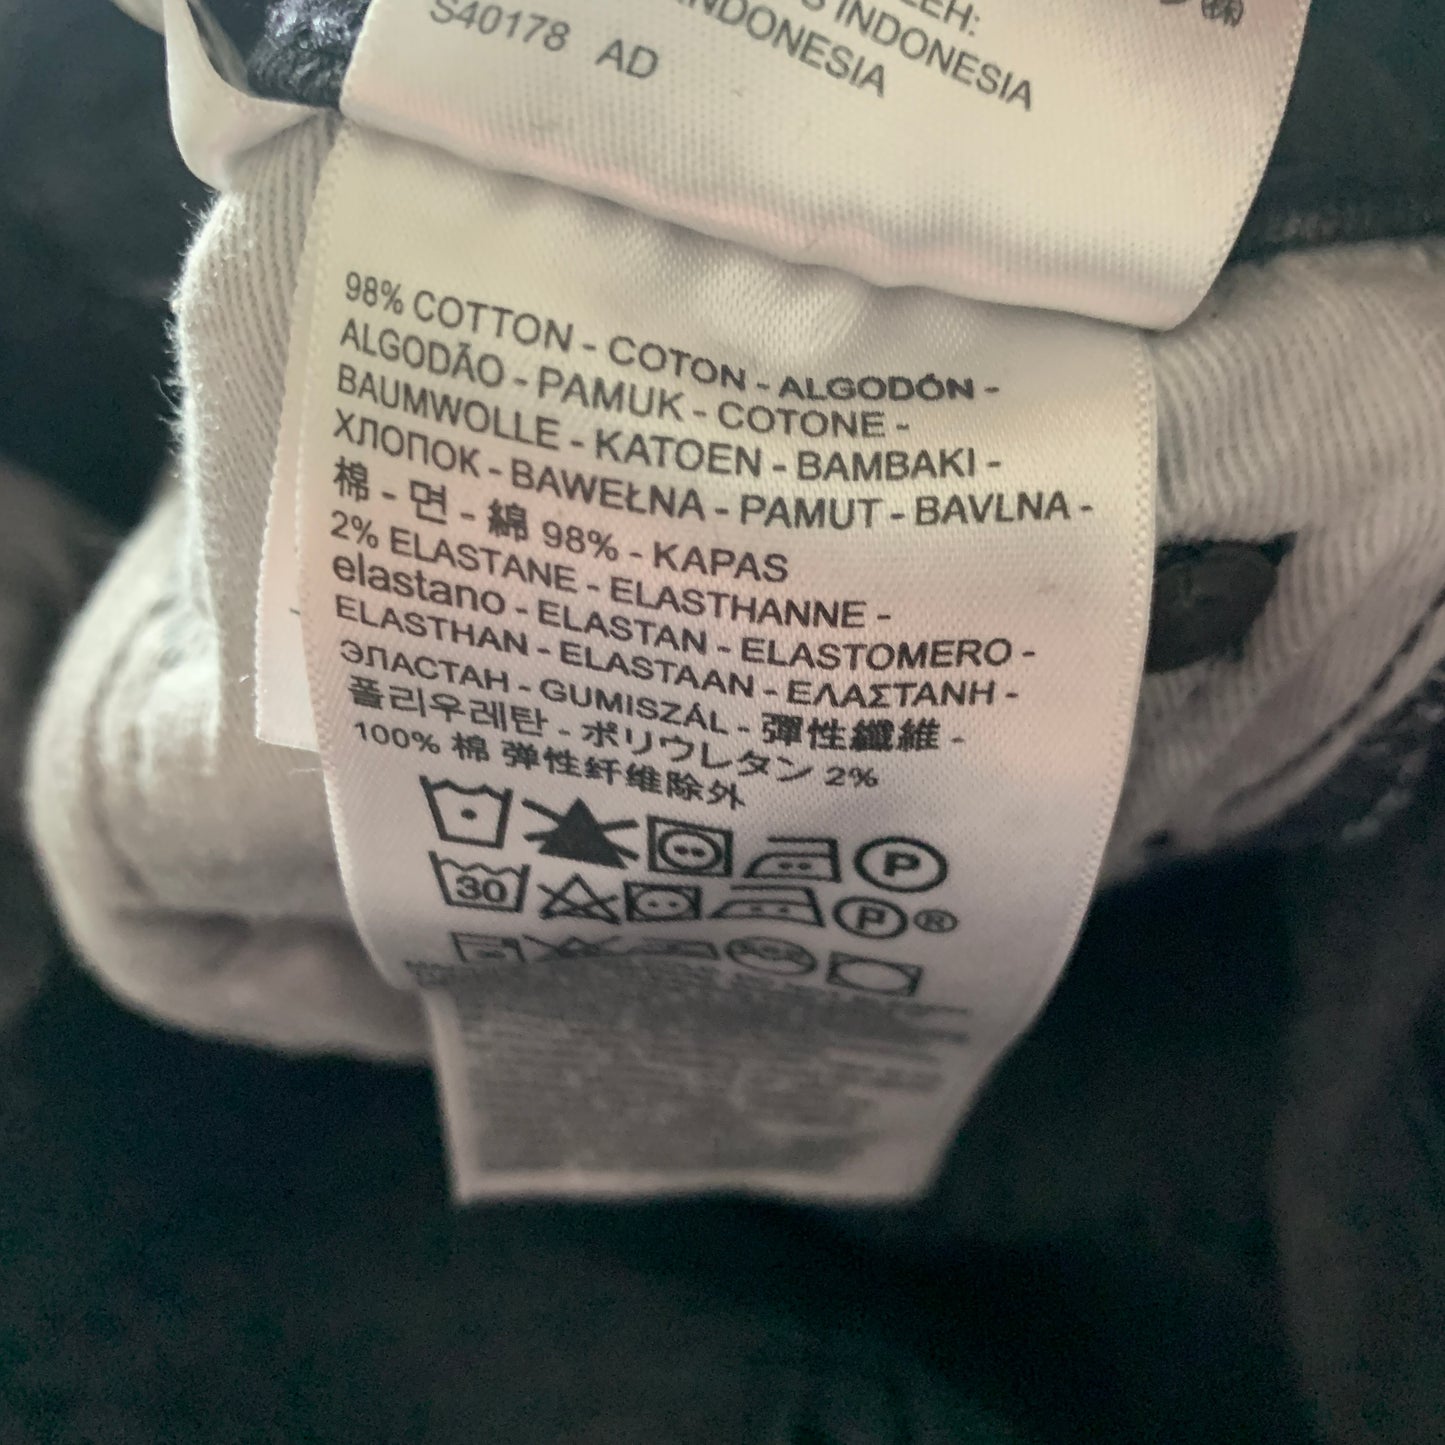 INDONESIA
INDONESIA
S40178 AD
98% COTTON - COTON - ALGODÓN -
ALGODÃO - PAMUK - COTONE -
BAUMWOLLE - KATOEN - BAMBAKI -
ХЛОПОК - BAWEŁNA - PAMUT - BAVLNA -
棉 - 면 - 綿 98% - KAPAS
2% ELASTANE - ELASTHANNE -
elastano - ELASTAN - ELASTOMERO -
ELASTHAN - ELASTAAN - ΕΛΑΣΤΑΝΗ -
ЭЛАСТАН - GUMISZÁL - 彈性纖維 -
폴리우레탄 - ポリウレタン 2%
100% 棉 弹性纤维除外
P
30
P ®